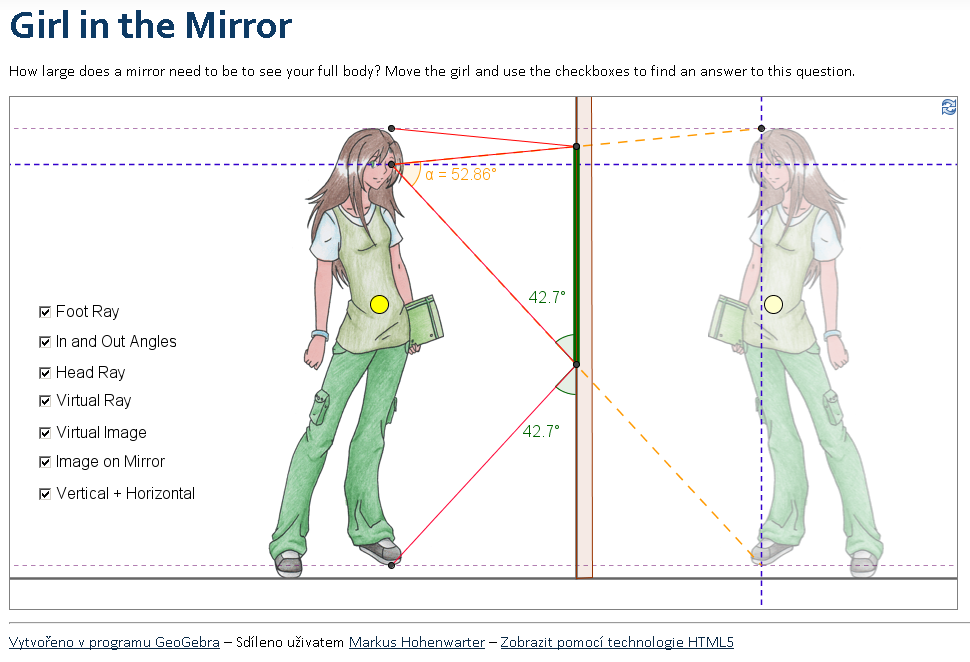 Girl in the Mirror
How large does a mirror need to be to see your full body? Move the girl and use the checkboxes to find an answer to this question.
α = 52.86°
42.7°
Foot Ray
In and Out Angles
Head Ray
Virtual Ray
42.7°
Virtual Image
Image on Mirror
Vertical + Horizontal
Vytvořeno v programu GeoGebra – Sdíleno uživatem Markus Hohenwarter – Zobrazit pomocí technologie HTML5